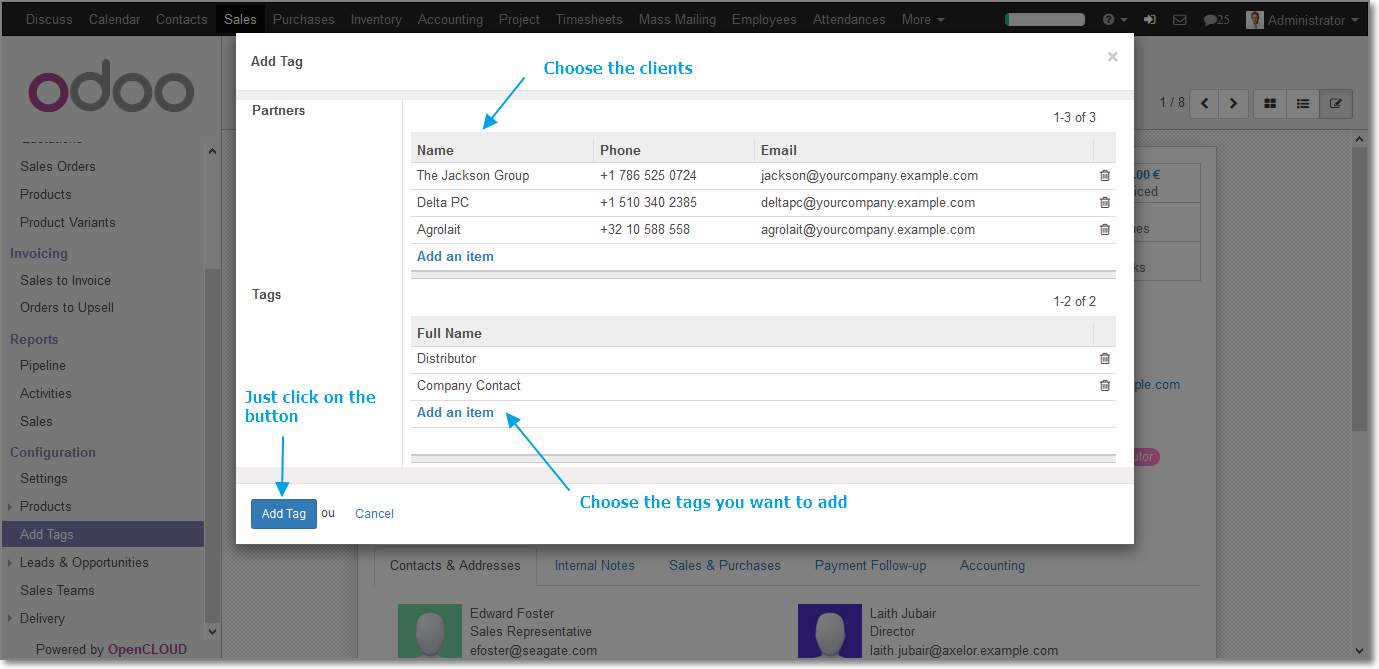 Discuss Calendar Contacts Sales Purchases Inventory Accounting Project Timesheets Mass Mailing Employees Attendances More 25 Administrator
odoo
Sales Orders
Products
Product Variants
Invoicing
Sales to Invoice
Orders to Upsell
Reports
Pipeline
Activities
Sales
Configuration
Settings
Products
Add Tags
Leads & Opportunities
Sales Teams
Delivery
Powered by OpenCLOUD
Add Tag ×
Choose the clients
1 / 8
Partners
1-3 of 3
Name Phone Email
The Jackson Group +1 786 525 0724 jackson@yourcompany.example.com
Delta PC +1 510 340 2385 deltapc@yourcompany.example.com
Agrolait +32 10 588 558 agrolait@yourcompany.example.com
Add an item
Tags
1-2 of 2
Full Name
Distributor
Company Contact
Add an item
Just click on the
button
Choose the tags you want to add
Add Tag ou Cancel
.00 €
iced
es
ks
ple.com
utor
Contacts & Addresses Internal Notes Sales & Purchases Payment Follow-up Accounting
Edward Foster
Sales Representative
efoster@seagate.com
Laith Jubair
Director
laith.jubair@axelor.example.com